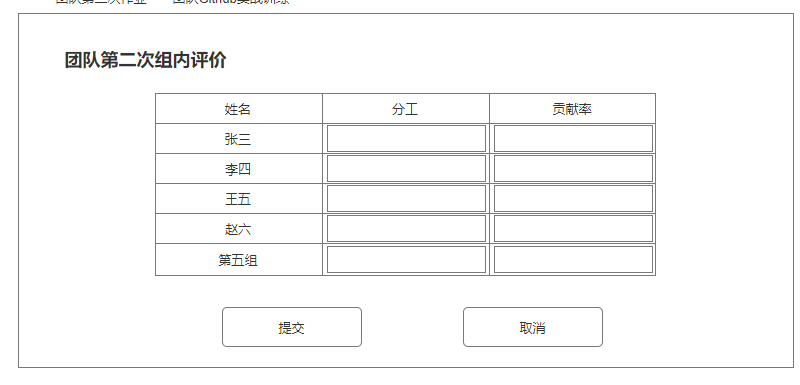 团队第二次组内评价
姓名 分工 贡献率
张三
李四
王五
赵六
第五组
提交 取消